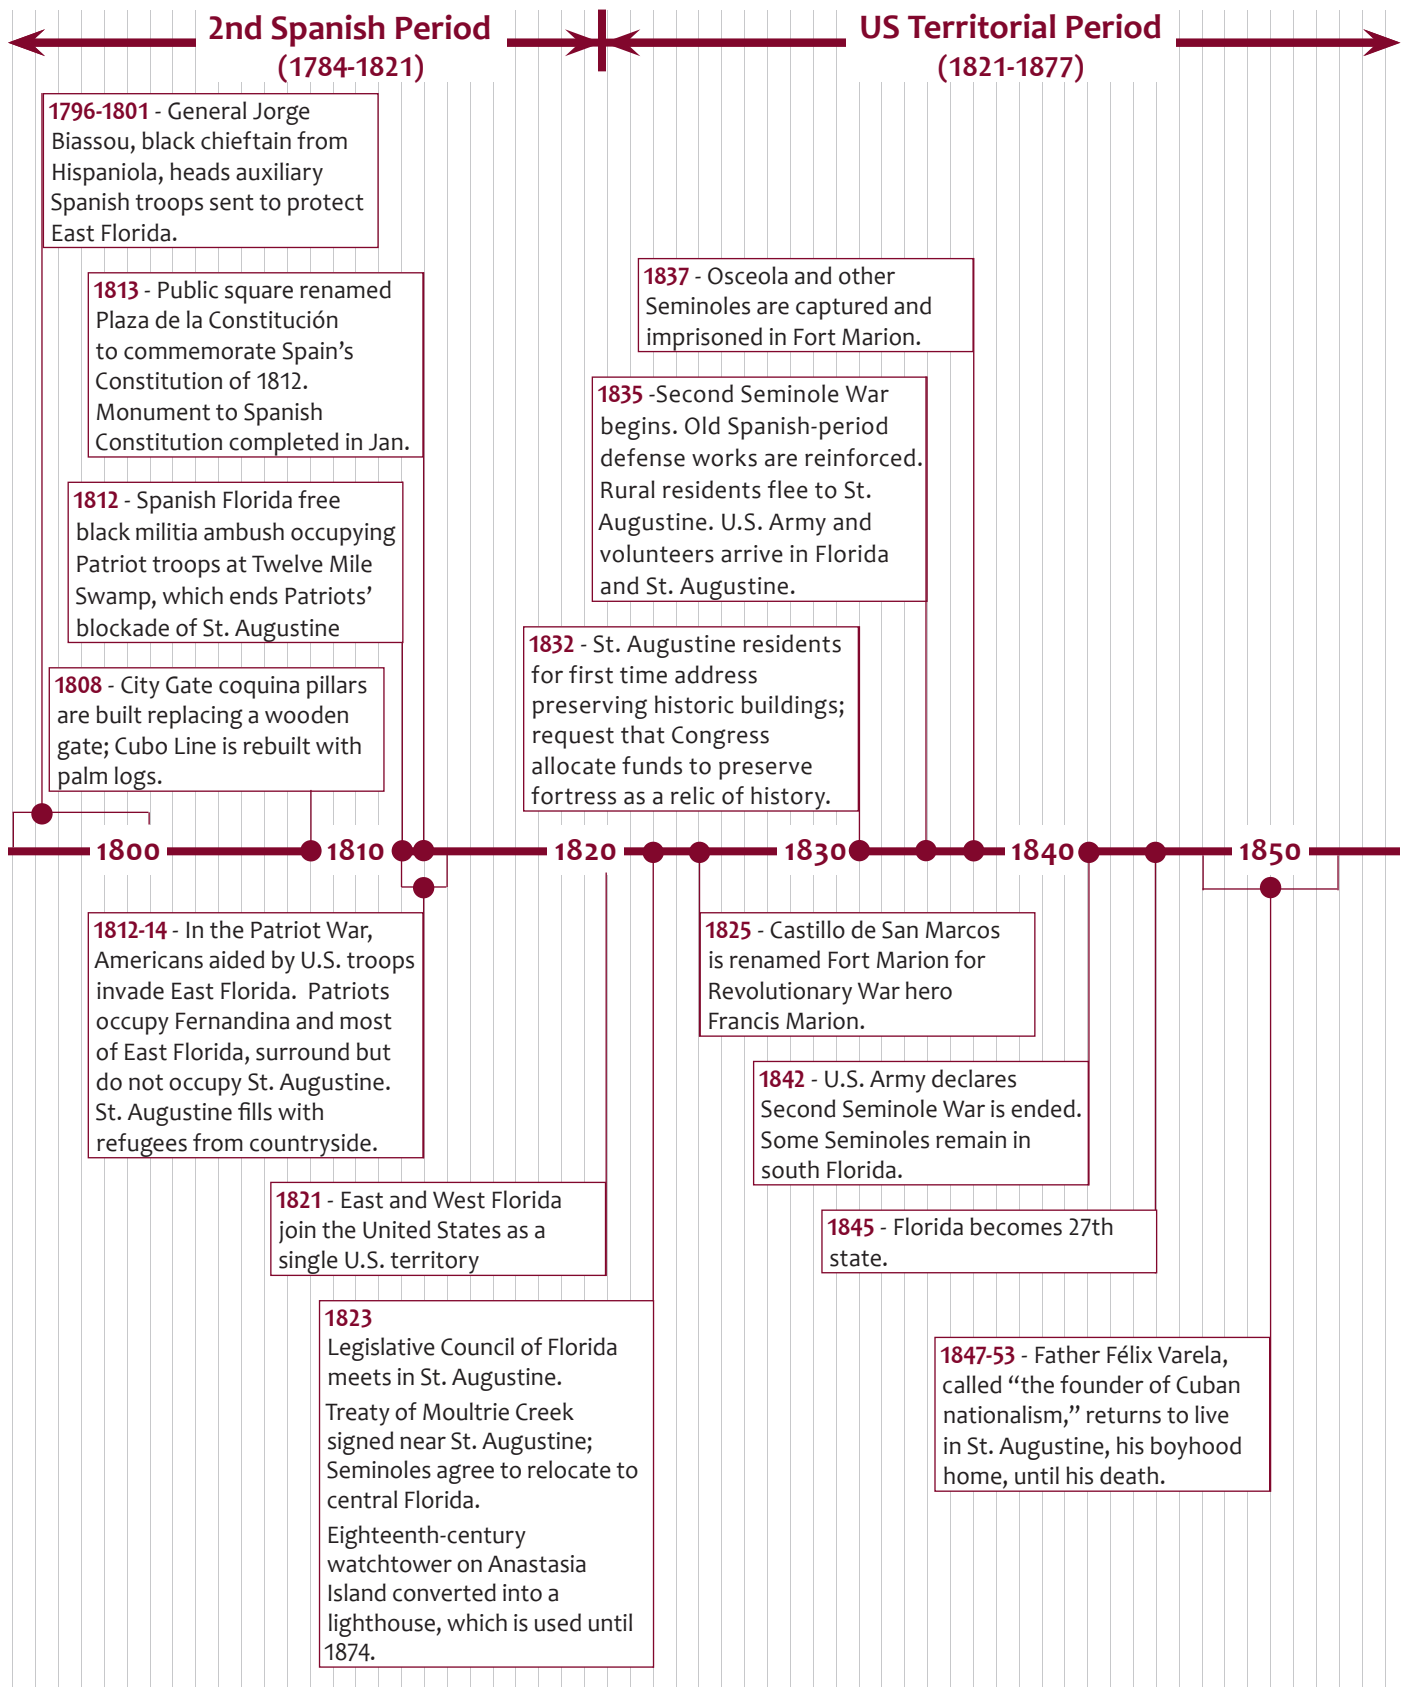 2nd Spanish Period
(1784-1821)
US Territorial Period
(1821-1877)
1796-1801 - General Jorge
Biassou, black chieftain from
Hispaniola, heads auxiliary
Spanish troops sent to protect
East Florida.
1813 - Public square renamed
Plaza de la Constitución
to commemorate Spain’s
Constitution of 1812.
Monument to Spanish
Constitution completed in Jan.
1812 - Spanish Florida free
black militia ambush occupying
Patriot troops at Twelve Mile
Swamp, which ends Patriots’
blockade of St. Augustine
1808 - City Gate coquina pillars
are built replacing a wooden
gate; Cubo Line is rebuilt with
palm logs.
1837 - Osceola and other
Seminoles are captured and
imprisoned in Fort Marion.
1835 -Second Seminole War
begins. Old Spanish-period
defense works are reinforced.
Rural residents flee to St.
Augustine. U.S. Army and
volunteers arrive in Florida
and St. Augustine.
1832 - St. Augustine residents
for first time address
preserving historic buildings;
request that Congress
allocate funds to preserve
fortress as a relic of history.
1800 1810 1820 1830 1840 1850
1812-14 - In the Patriot War,
Americans aided by U.S. troops
invade East Florida.  Patriots
occupy Fernandina and most
of East Florida, surround but
do not occupy St. Augustine.
St. Augustine fills with
refugees from countryside.
1821 - East and West Florida
join the United States as a
single U.S. territory
1823
Legislative Council of Florida
meets in St. Augustine.
Treaty of Moultrie Creek
signed near St. Augustine;
Seminoles agree to relocate to
central Florida.
Eighteenth-century
watchtower on Anastasia
Island converted into a
lighthouse, which is used until
1874.
1825 - Castillo de San Marcos
is renamed Fort Marion for
Revolutionary War hero
Francis Marion.
1842 - U.S. Army declares
Second Seminole War is ended.
Some Seminoles remain in
south Florida.
1845 - Florida becomes 27th
state.
1847-53 - Father Félix Varela,
called “the founder of Cuban
nationalism,” returns to live
in St. Augustine, his boyhood
home, until his death.